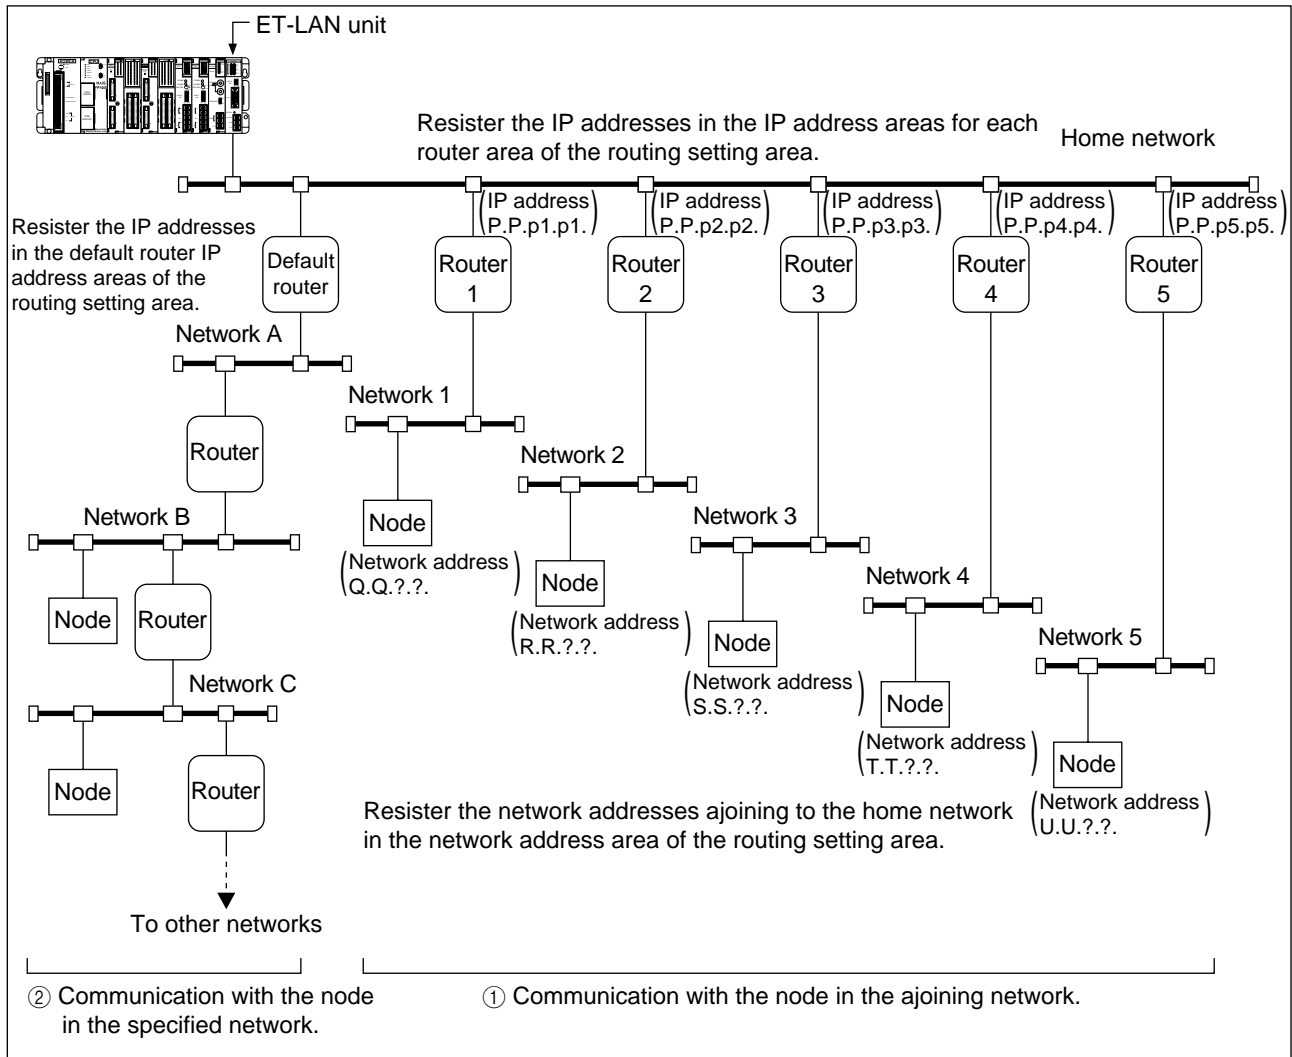 ET-LAN unit
Resister the IP addresses in the IP address areas for each
router area of the routing setting area.
Home network
Resister the IP addresses
in the default router IP
address areas of the
routing setting area.
(IP address)
P.P.p1.p1.
(IP address)
P.P.p2.p2.
(IP address)
P.P.p3.p3.
(IP address)
P.P.p4.p4.
(IP address)
P.P.p5.p5.
Default
router
Router
1
Router
2
Router
3
Router
4
Router
5
Network A
Network 1
Router
Network 2
Network B
Node
Network 3
(Network address)
Q.Q.?.?.
Node
Network 4
Node
Router
(Network address)
R.R.?.?.
Node
Network 5
Network C
(Network address)
S.S.?.?.
Node
(Network address)
T.T.?.?.
Node
Node
Router
(Network address)
U.U.?.?.
Resister the network addresses ajoining to the home network
in the network address area of the routing setting area.
To other networks
② Communication with the node
in the specified network.
① Communication with the node in the ajoining network.